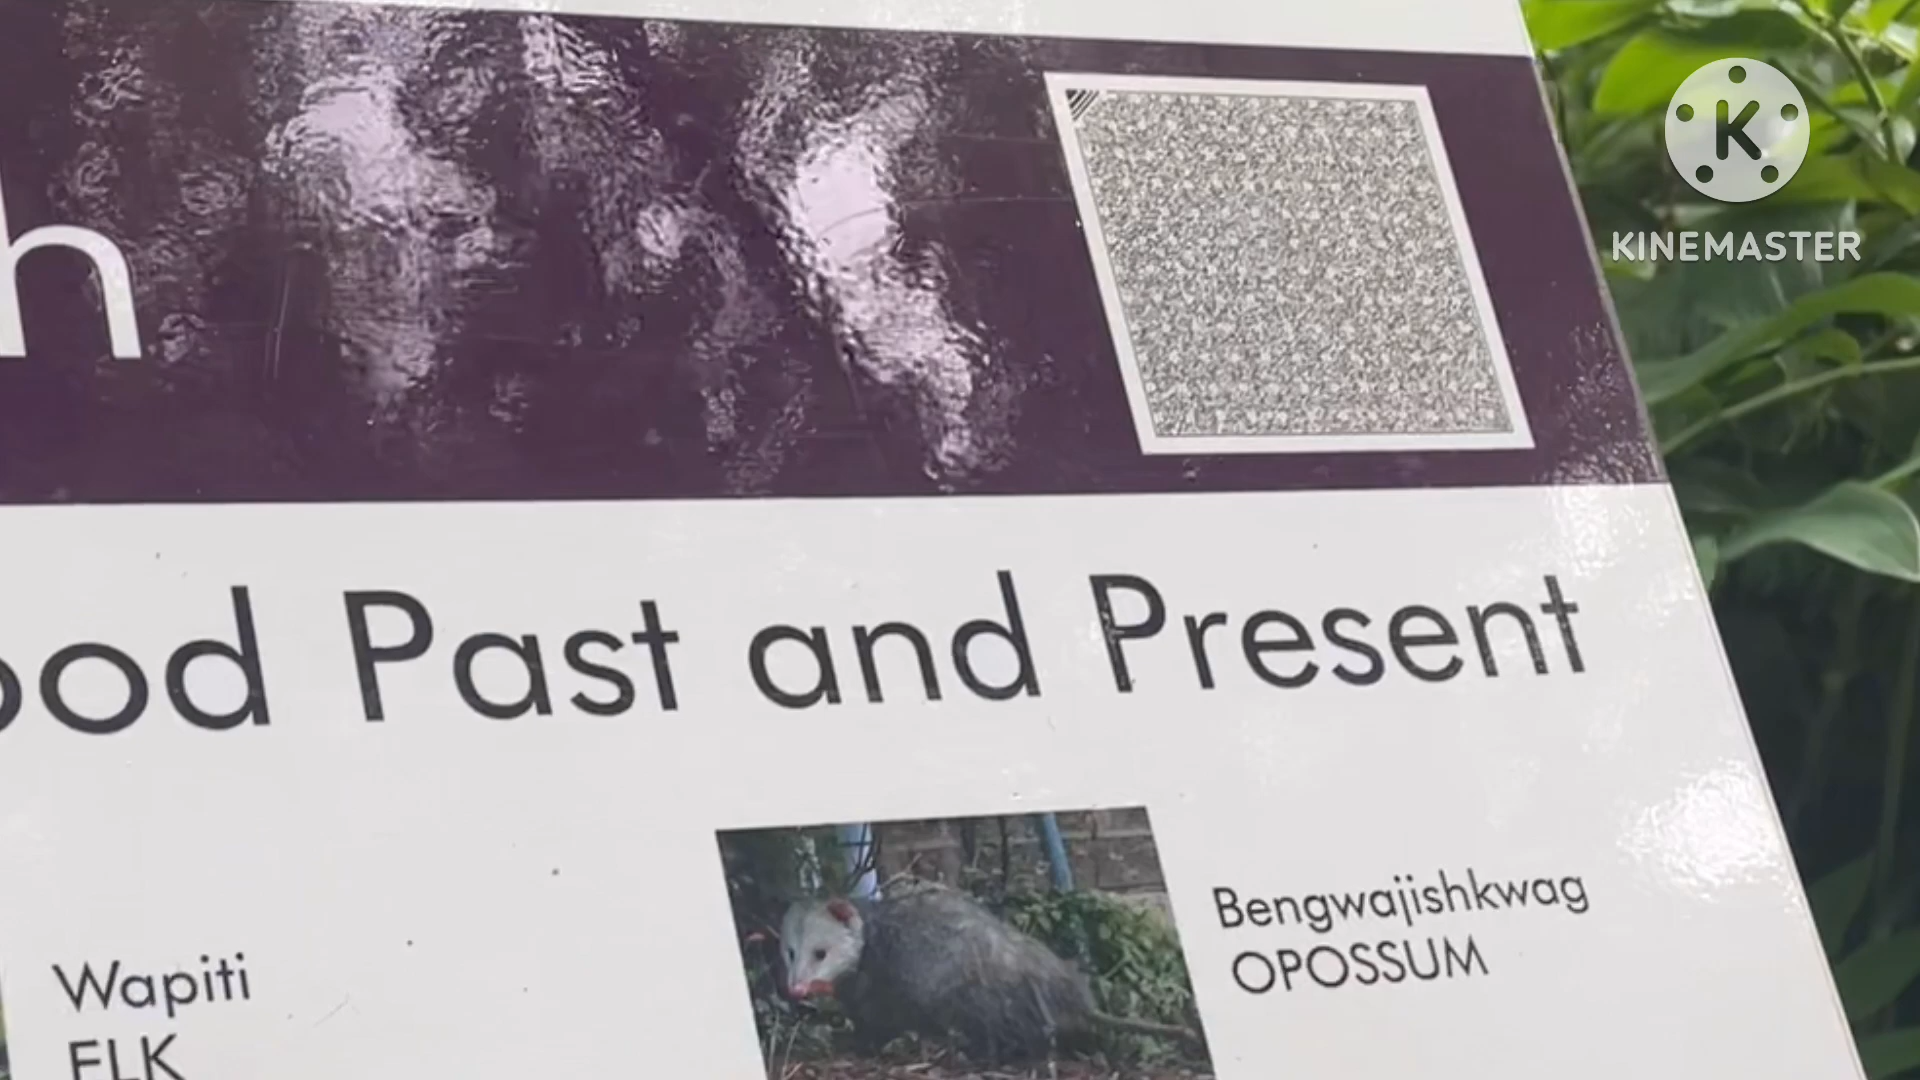 h
K
KINEMASTER
ood Past and Present
Wapiti
ELK
Bengwajishkwag
OPOSSUM